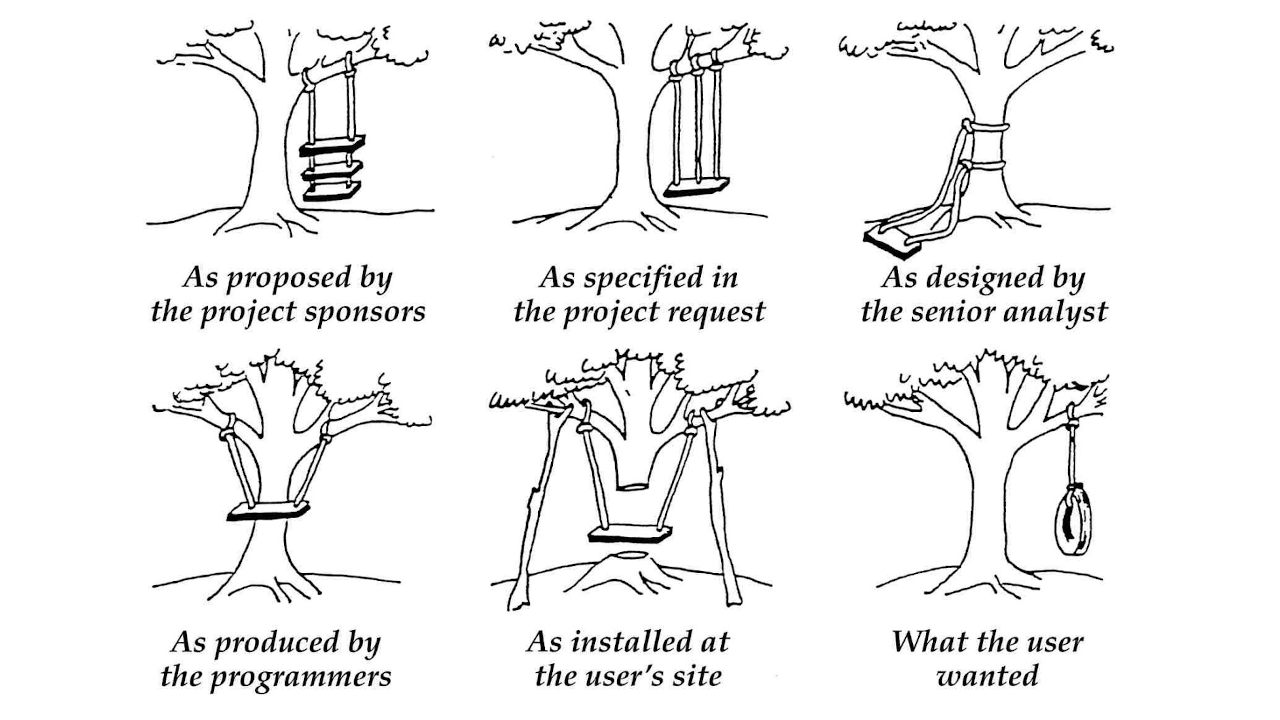 As proposed by
the project sponsors
As specified in
the project request
As designed by
the senior analyst
As produced by
the programmers
As installed at
the user's site
What the user
wanted